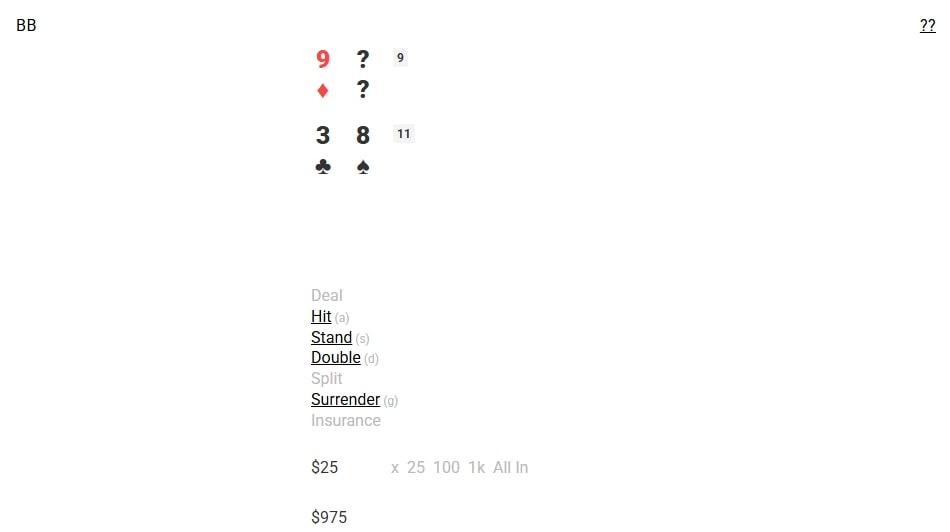 BB ??
9 ? 9
♦ ?
3 8 11
♣ ♠
Deal
Hit (a)
Stand (s)
Double (d)
Split
Surrender (g)
Insurance
$25 x 25 100 1k All In
$975